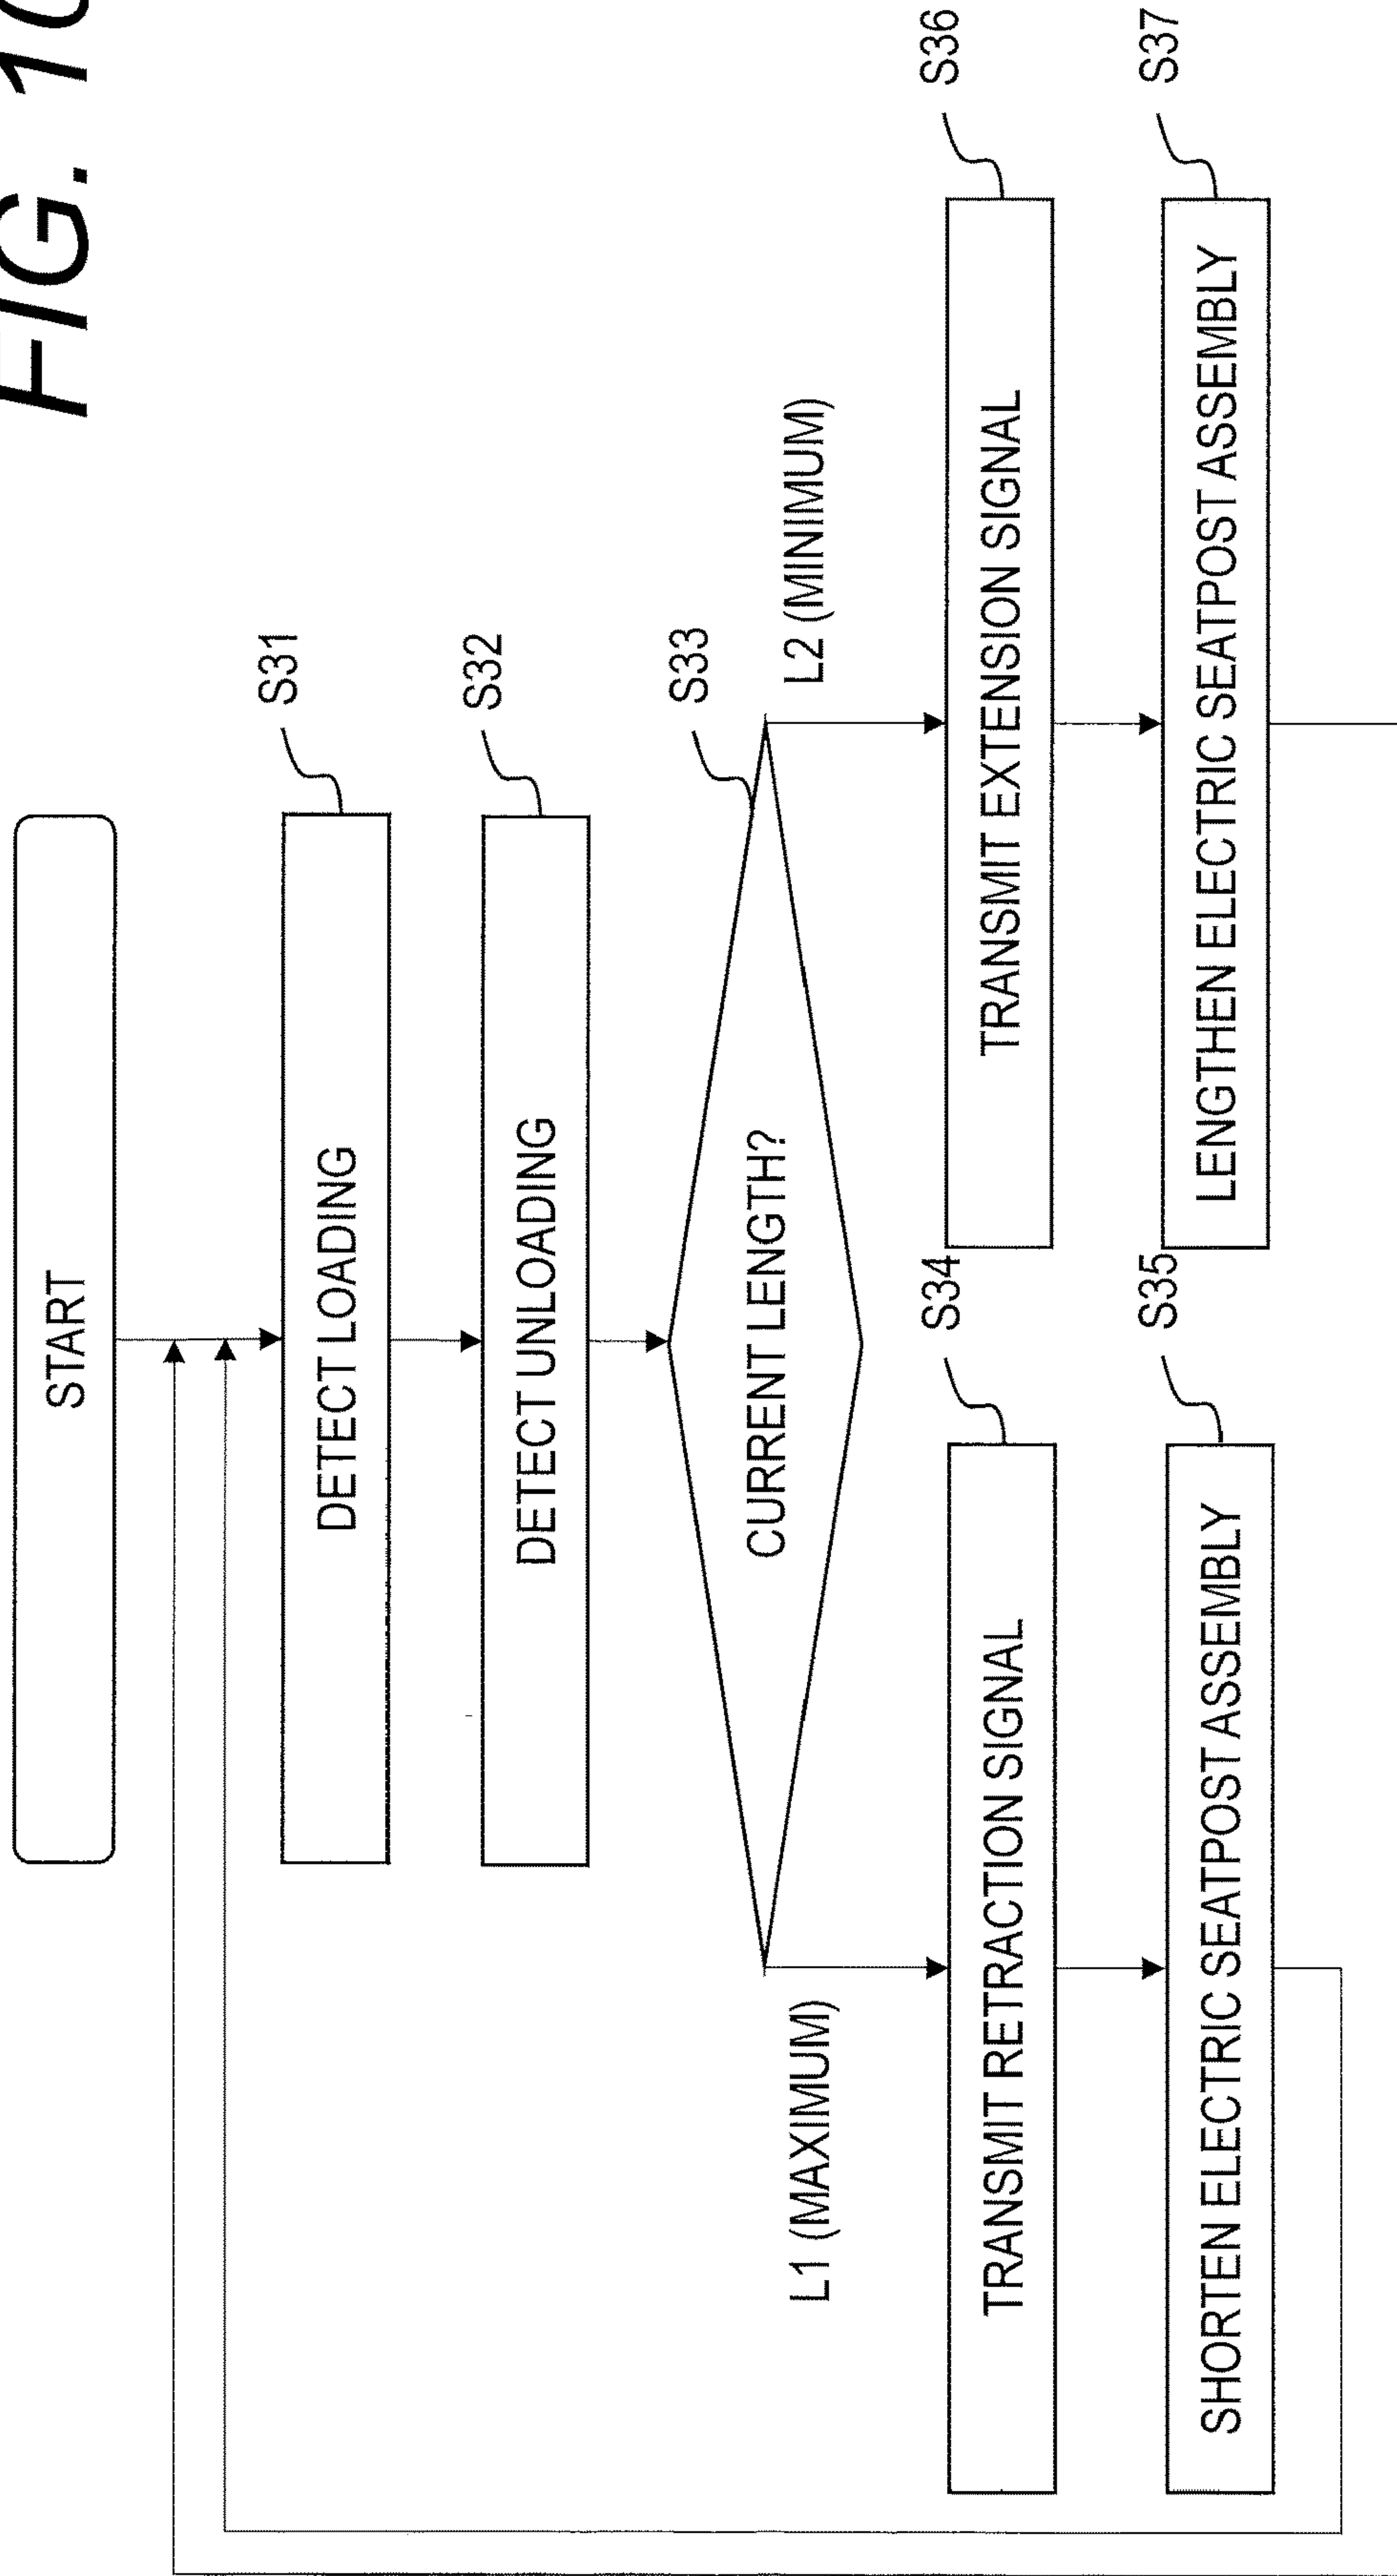 FIG. 10
START
DETECT LOADING
S31
DETECT UNLOADING
S32
CURRENT LENGTH?
S33
L1 (MAXIMUM)
L2 (MINIMUM)
TRANSMIT RETRACTION SIGNAL
S34
TRANSMIT EXTENSION SIGNAL
S36
SHORTEN ELECTRIC SEATPOST ASSEMBLY
S35
LENGTHEN ELECTRIC SEATPOST ASSEMBLY
S37